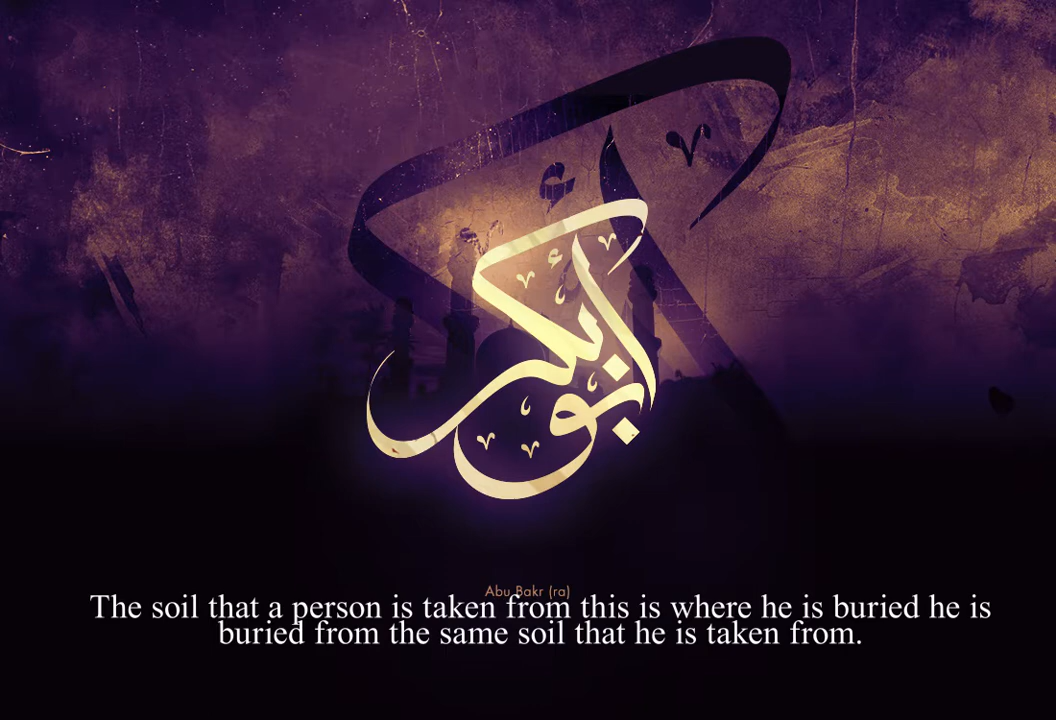 أبو بكر
Abu Bakr (ra)
The soil that a person is taken from this is where he is buried he is
buried from the same soil that he is taken from.